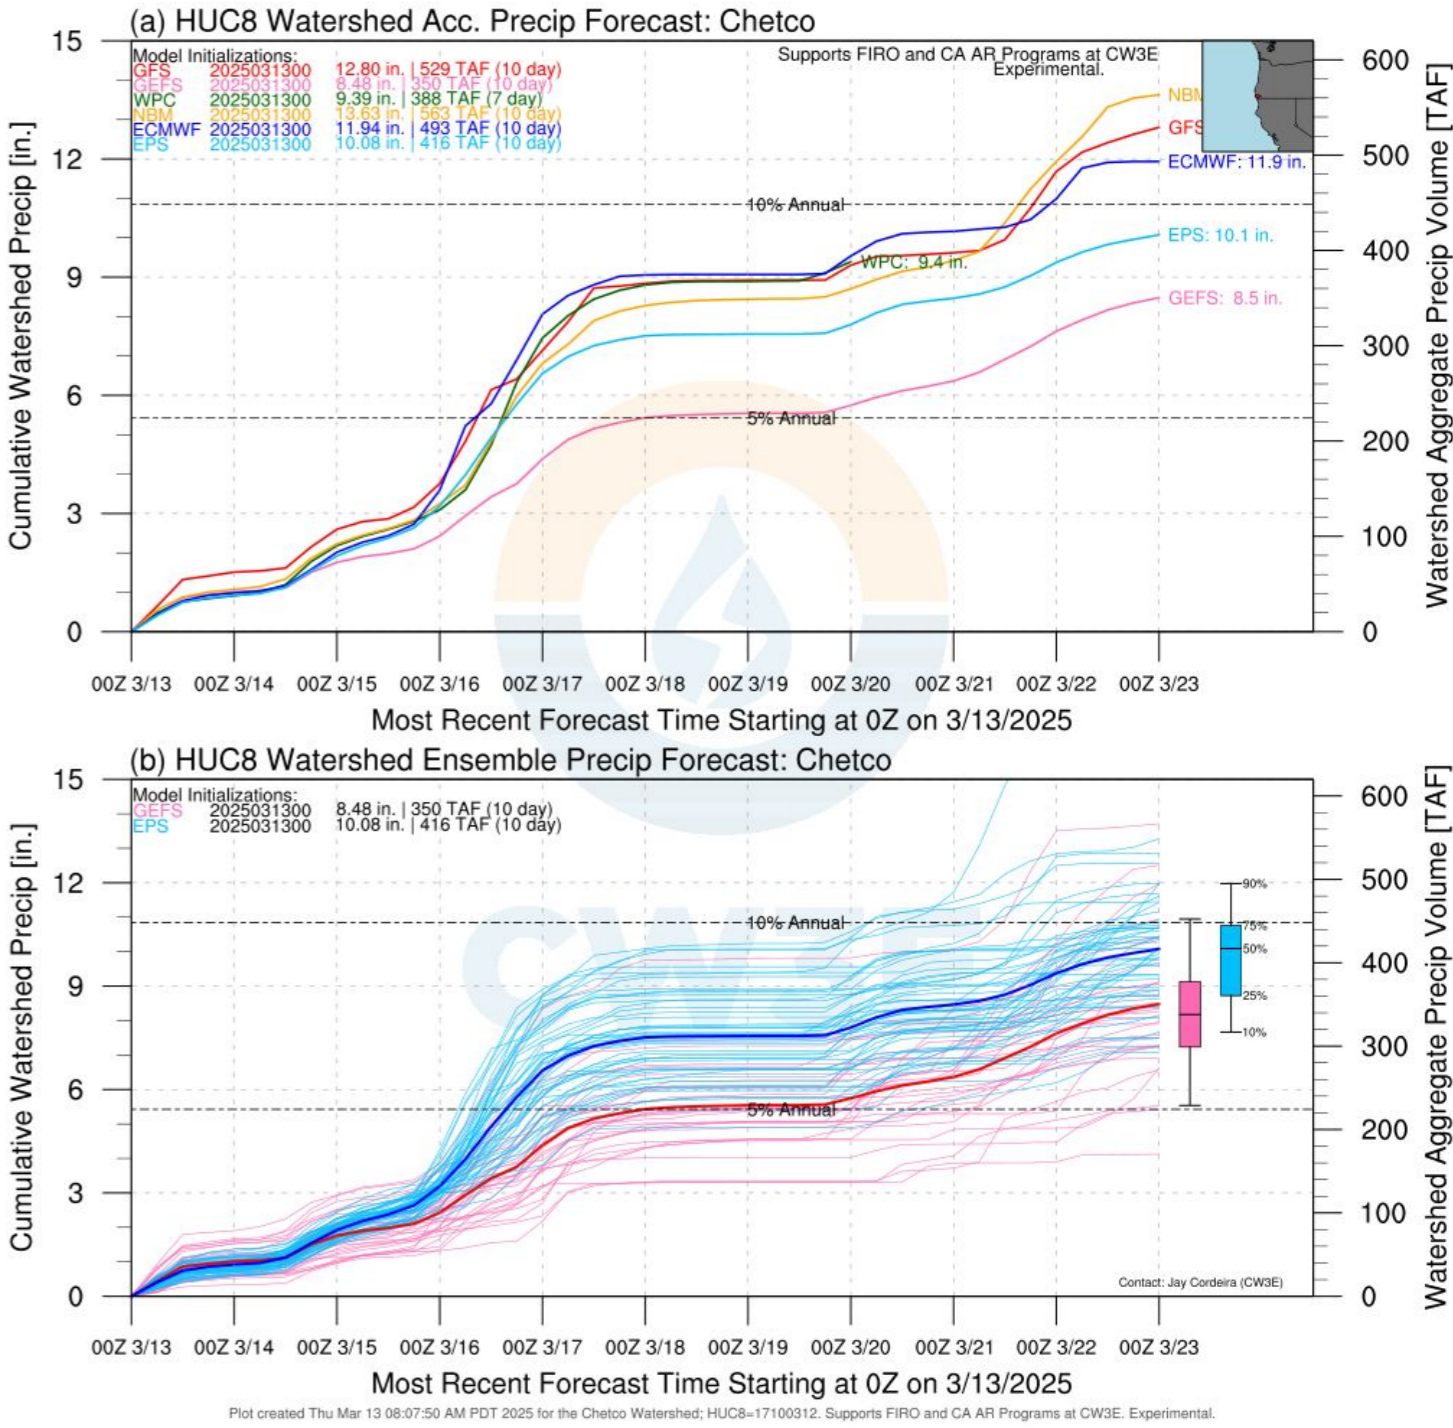 (a) HUC8 Watershed Acc. Precip Forecast: Chetco
Model Initializations:
GFS 2025031300 12.80 in. | 529 TAF (10 day)
GEFS 2025031300 8.48 in. | 350 TAF (10 day)
WPC 2025031300 9.39 in. | 388 TAF (7 day)
NBM 2025031300 13.63 in. | 563 TAF (10 day)
ECMWF 2025031300 11.94 in. | 493 TAF (10 day)
EPS 2025031300 10.08 in. | 416 TAF (10 day)
Supports FIRO and CA AR Programs at CW3E
Experimental.
Cumulative Watershed Precip [in.]
15
12
9
6
3
0
Watershed Aggregate Precip Volume [TAF]
600
500
400
300
200
100
0
NBM
GFS
ECMWF: 11.9 in.
10% Annual
EPS: 10.1 in.
WPC: 9.4 in.
GEFS: 8.5 in.
5% Annual
00Z 3/13 00Z 3/14 00Z 3/15 00Z 3/16 00Z 3/17 00Z 3/18 00Z 3/19 00Z 3/20 00Z 3/21 00Z 3/22 00Z 3/23
Most Recent Forecast Time Starting at 0Z on 3/13/2025
(b) HUC8 Watershed Ensemble Precip Forecast: Chetco
Model Initializations:
GEFS 2025031300 8.48 in. | 350 TAF (10 day)
EPS 2025031300 10.08 in. | 416 TAF (10 day)
Cumulative Watershed Precip [in.]
15
12
9
6
3
0
Watershed Aggregate Precip Volume [TAF]
600
500
400
300
200
100
0
90%
10% Annual
75%
50%
25%
10%
5% Annual
CW3E
Contact: Jay Cordeira (CW3E)
00Z 3/13 00Z 3/14 00Z 3/15 00Z 3/16 00Z 3/17 00Z 3/18 00Z 3/19 00Z 3/20 00Z 3/21 00Z 3/22 00Z 3/23
Most Recent Forecast Time Starting at 0Z on 3/13/2025
Plot created Thu Mar 13 08:07:50 AM PDT 2025 for the Chetco Watershed; HUC8=17100312. Supports FIRO and CA AR Programs at CW3E. Experimental.